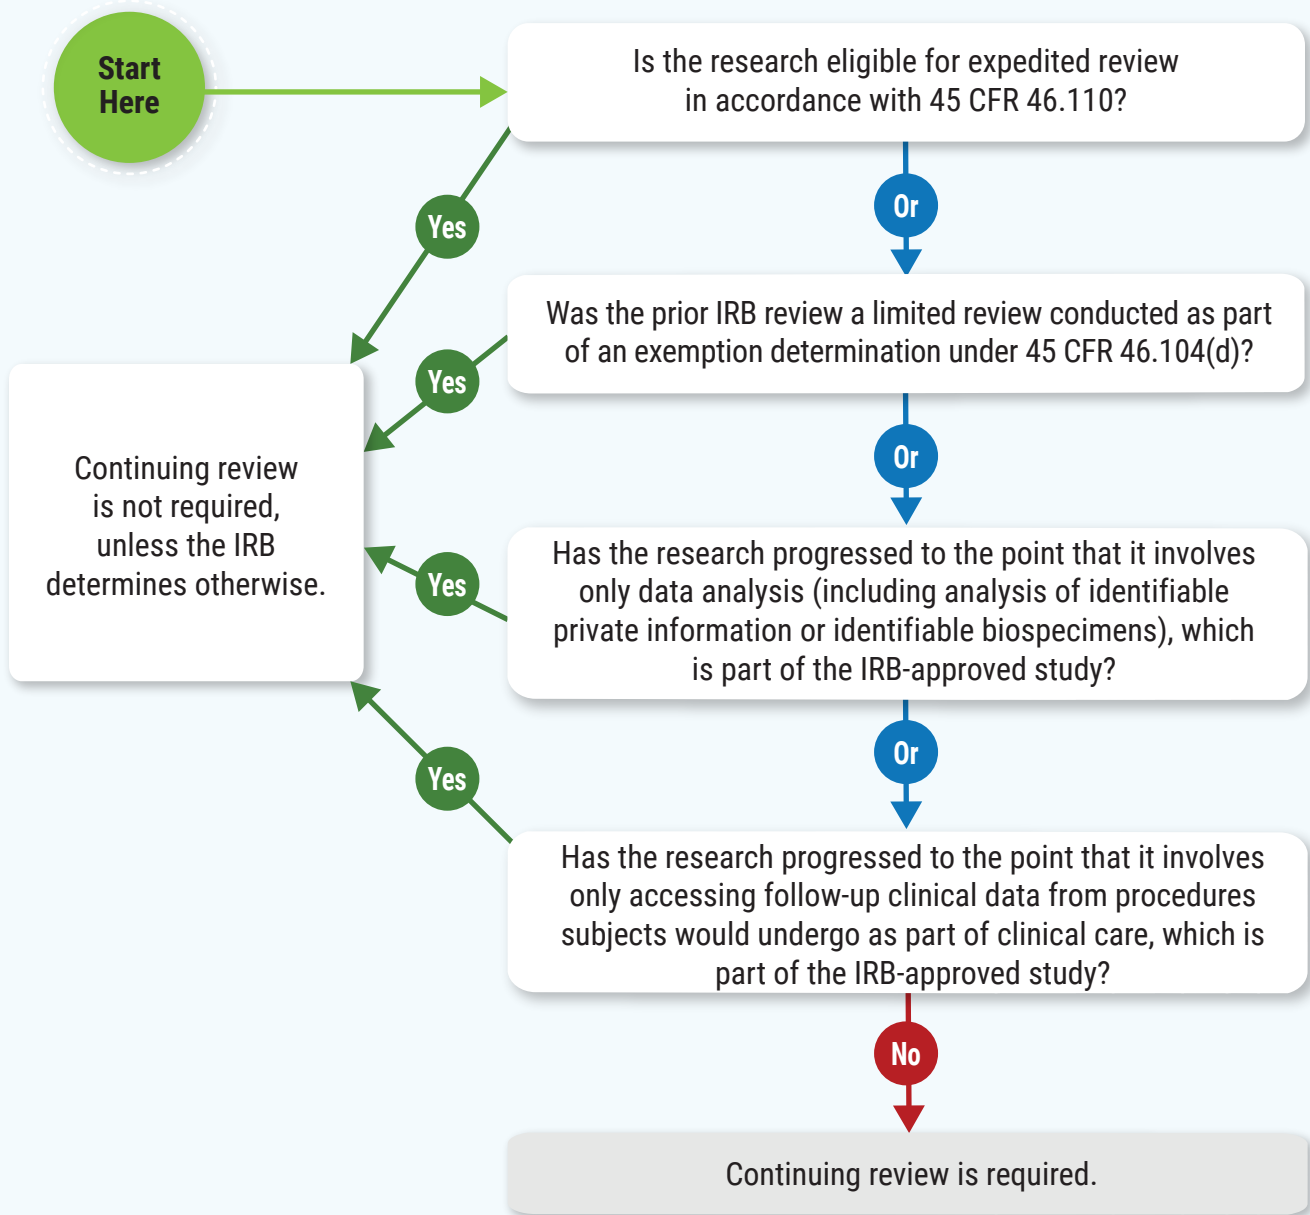 Start
Here
Is the research eligible for expedited review
in accordance with 45 CFR 46.110?
Yes
Or
Was the prior IRB review a limited review conducted as part
of an exemption determination under 45 CFR 46.104(d)?
Yes
Or
Continuing review
is not required,
unless the IRB
determines otherwise.
Has the research progressed to the point that it involves
only data analysis (including analysis of identifiable
private information or identifiable biospecimens), which
is part of the IRB-approved study?
Yes
Or
Yes
Has the research progressed to the point that it involves
only accessing follow-up clinical data from procedures
subjects would undergo as part of clinical care, which is
part of the IRB-approved study?
No
Continuing review is required.